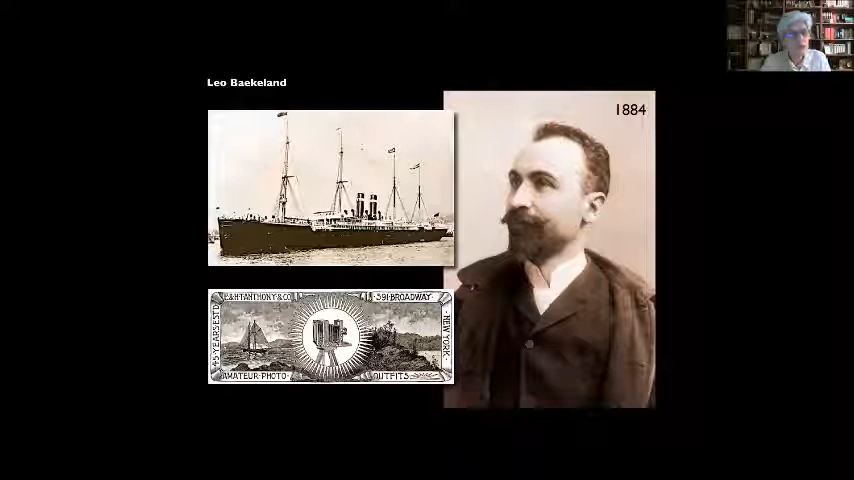 Leo Baekeland
1884
E.&H.T.ANTHONY & CO.
591·BROADWAY·
45·YEARS·ESTD
NEW YORK·
AMATEUR·PHOTO·
OUTFITS